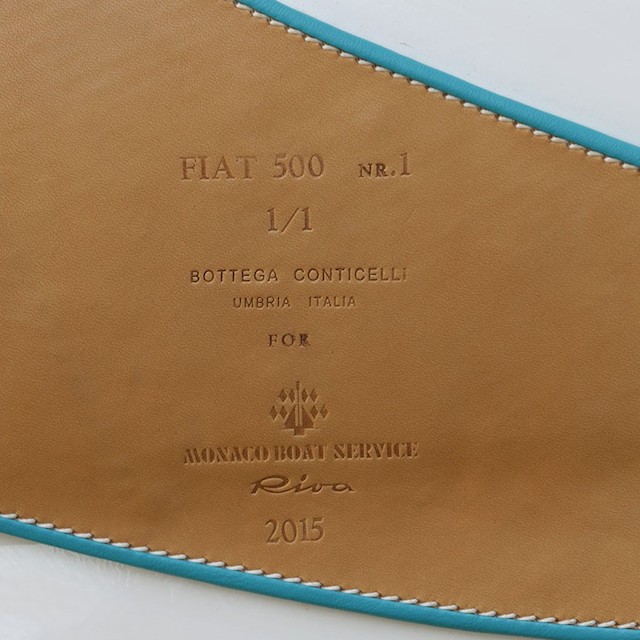 FIAT 500 NR.1
1/1
BOTTEGA CONTICELLI
UMBRIA ITALIA
FOR
MONACO BOAT SERVICE
Riva
2015